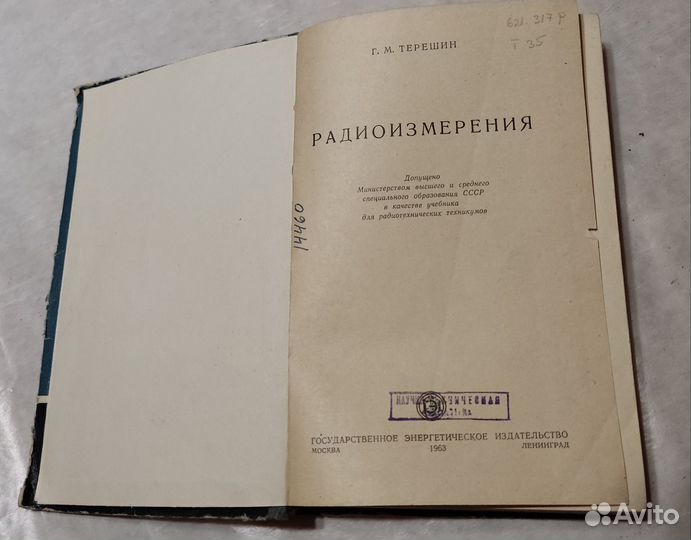 621.317 Р
Т 35
Г. М. ТЕРЕШИН
РАДИОИЗМЕРЕНИЯ
Допущено
Министерством высшего и среднего
специального образования СССР
в качестве учебника
для радиотехнических техникумов
14460
ГОСУДАРСТВЕННОЕ ЭНЕРГЕТИЧЕСКОЕ ИЗДАТЕЛЬСТВО
МОСКВА 1963 ЛЕНИНГРАД
Avito